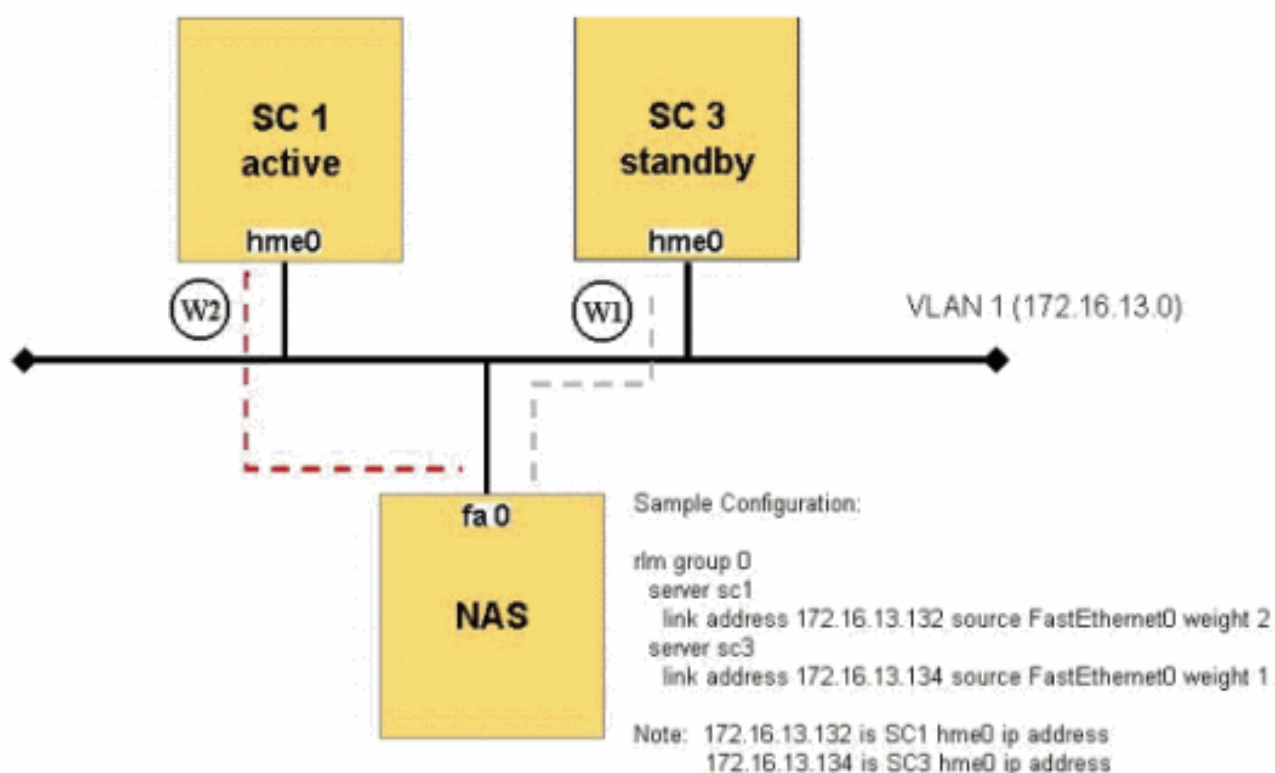 SC 1
active
hme0
SC 3
standby
hme0
W2
W1
VLAN 1 (172.16.13.0)
fa 0
NAS
Sample Configuration:
rlm group 0
server sc1
link address 172.16.13.132 source FastEthernet0 weight 2
server sc3
link address 172.16.13.134 source FastEthernet0 weight 1
Note: 172.16.13.132 is SC1 hme0 ip address
172.16.13.134 is SC3 hme0 ip address